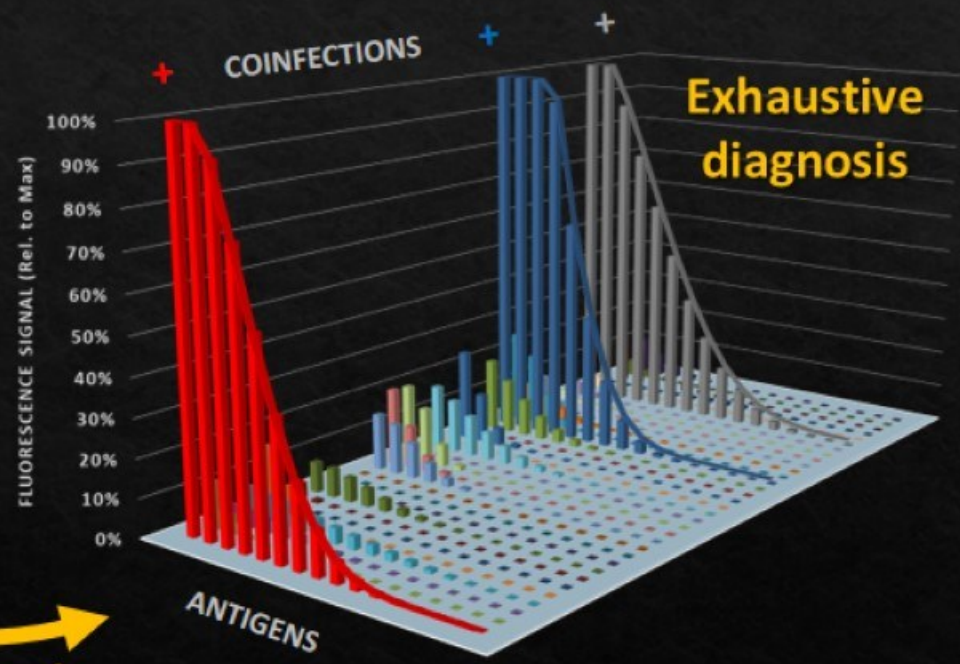 + COINFECTIONS + +
Exhaustive
diagnosis
FLUORESCENCE SIGNAL (Rel. to Max)
100%
90%
80%
70%
60%
50%
40%
30%
20%
10%
0%
ANTIGENS